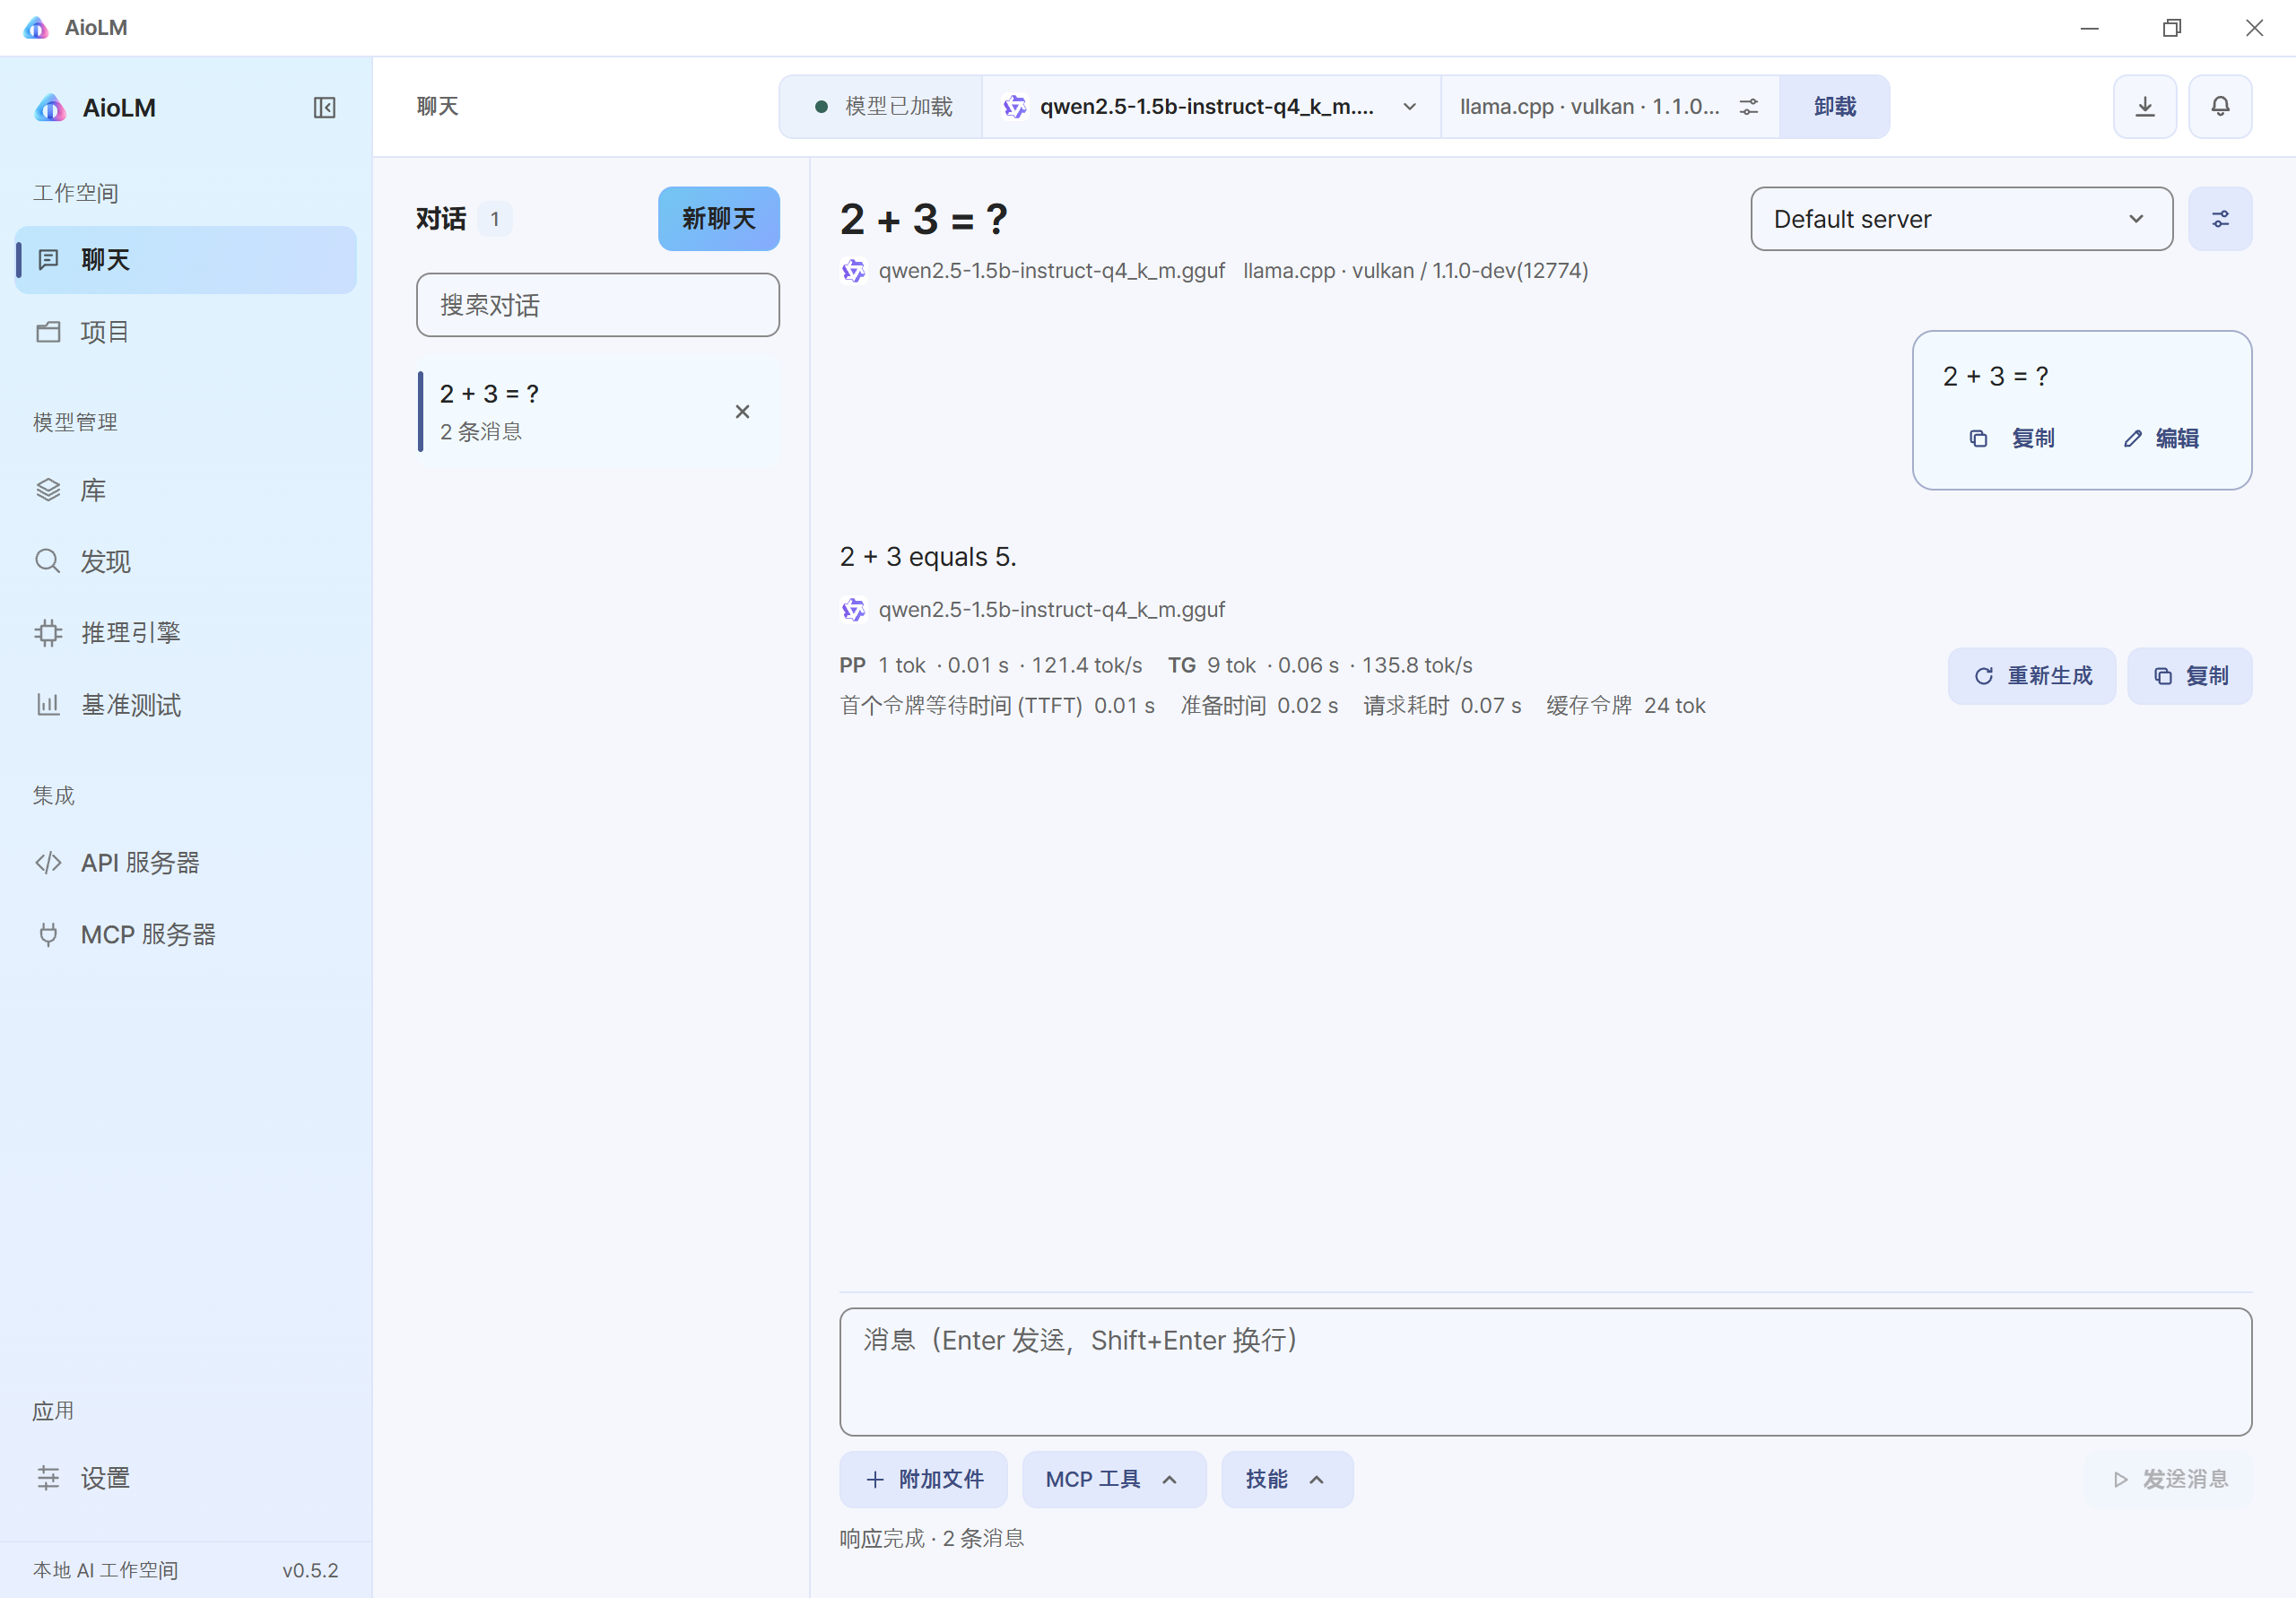 AioLM
AioLM
工作空间
聊天
项目
模型管理
库
发现
推理引擎
基准测试
集成
API 服务器
MCP 服务器
应用
设置
本地 AI 工作空间 v0.5.2
聊天
模型已加载 qwen2.5-1.5b-instruct-q4_k_m.... llama.cpp · vulkan · 1.1.0... 卸载
对话 1 新聊天
搜索对话
2 + 3 = ?
2 条消息
2 + 3 = ?
Default server
qwen2.5-1.5b-instruct-q4_k_m.gguf llama.cpp · vulkan / 1.1.0-dev(12774)
2 + 3 = ?
复制 编辑
2 + 3 equals 5.
qwen2.5-1.5b-instruct-q4_k_m.gguf
PP 1 tok · 0.01 s · 121.4 tok/s TG 9 tok · 0.06 s · 135.8 tok/s
首个令牌等待时间 (TTFT) 0.01 s 准备时间 0.02 s 请求耗时 0.07 s 缓存令牌 24 tok
重新生成 复制
消息（Enter 发送，Shift+Enter 换行）
附加文件 MCP 工具 技能 发送消息
响应完成 · 2 条消息